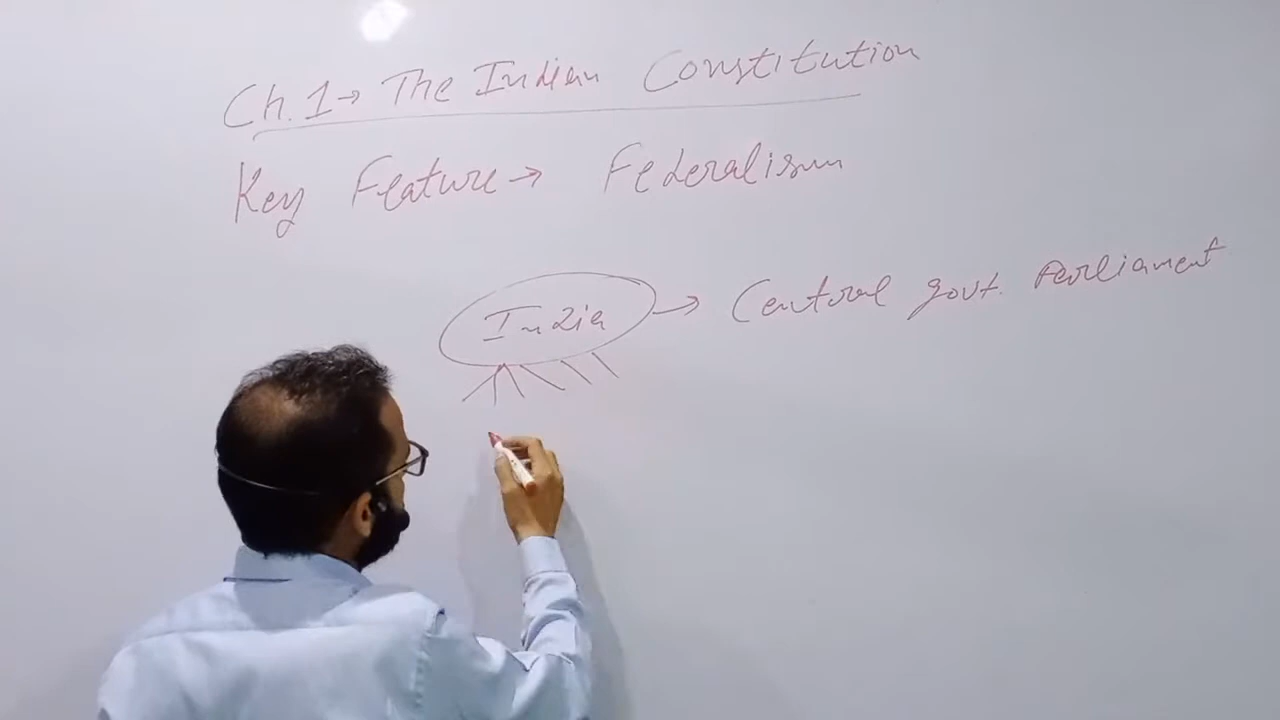 Ch.1→ The Indian Constitution
Key Feature → Federalism
India → Central govt. Parliament